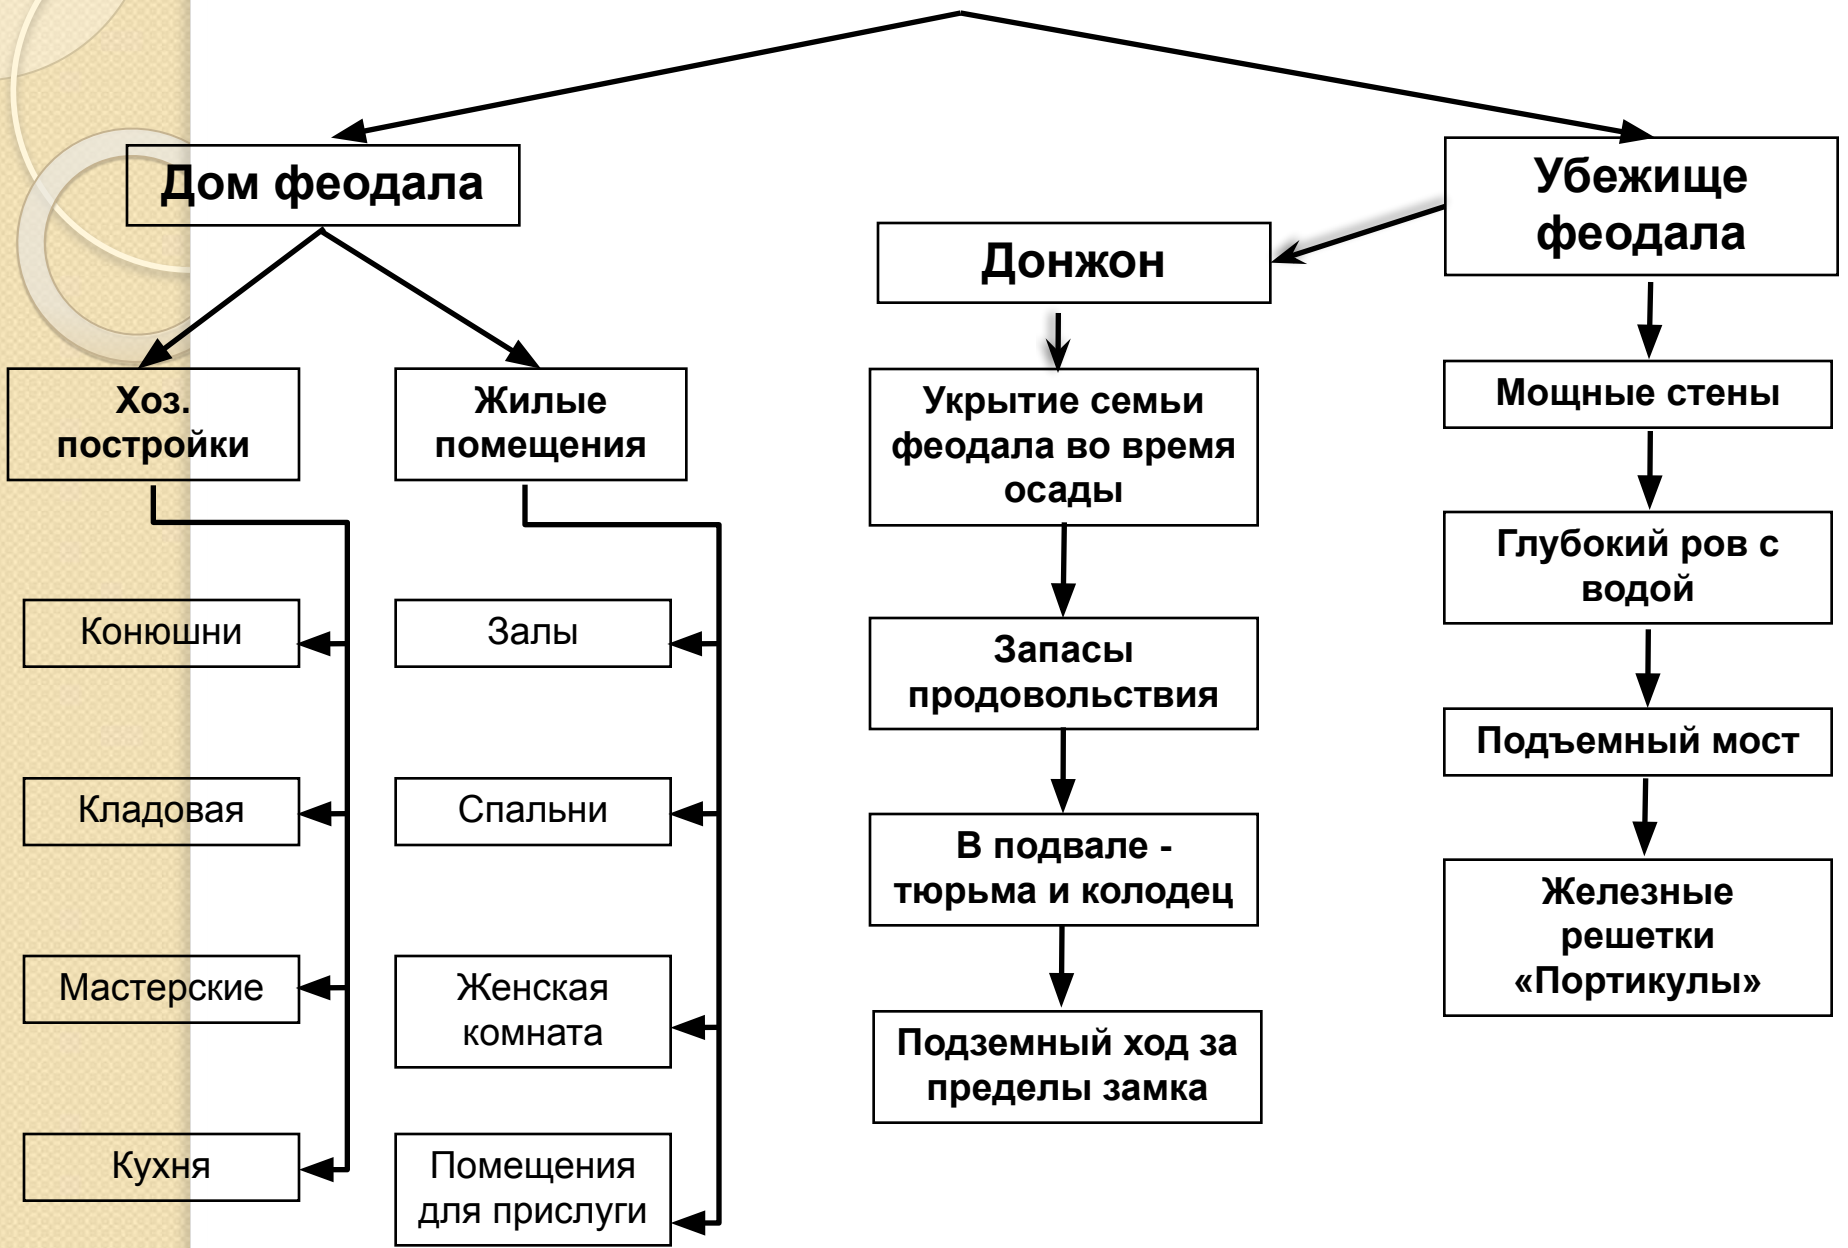 Дом феодала
Хоз.
постройки
Конюшни
Кладовая
Мастерские
Кухня
Жилые
помещения
Залы
Спальни
Женская
комната
Помещения
для прислуги
Донжон
Укрытие семьи
феодала во время
осады
Запасы
продовольствия
В подвале -
тюрьма и колодец
Подземный ход за
пределы замка
Убежище
феодала
Мощные стены
Глубокий ров с
водой
Подъемный мост
Железные
решетки
«Портикулы»